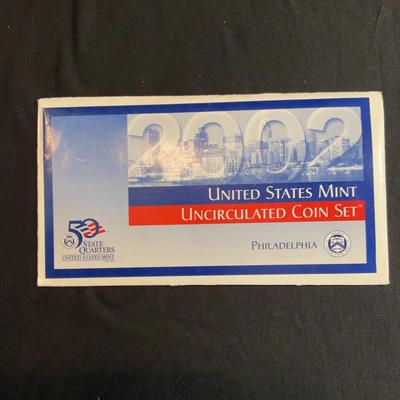 2002
UNITED STATES MINT
UNCIRCULATED COIN SET®
PHILADELPHIA
50
STATE
QUARTERS
UNITED STATES MINT